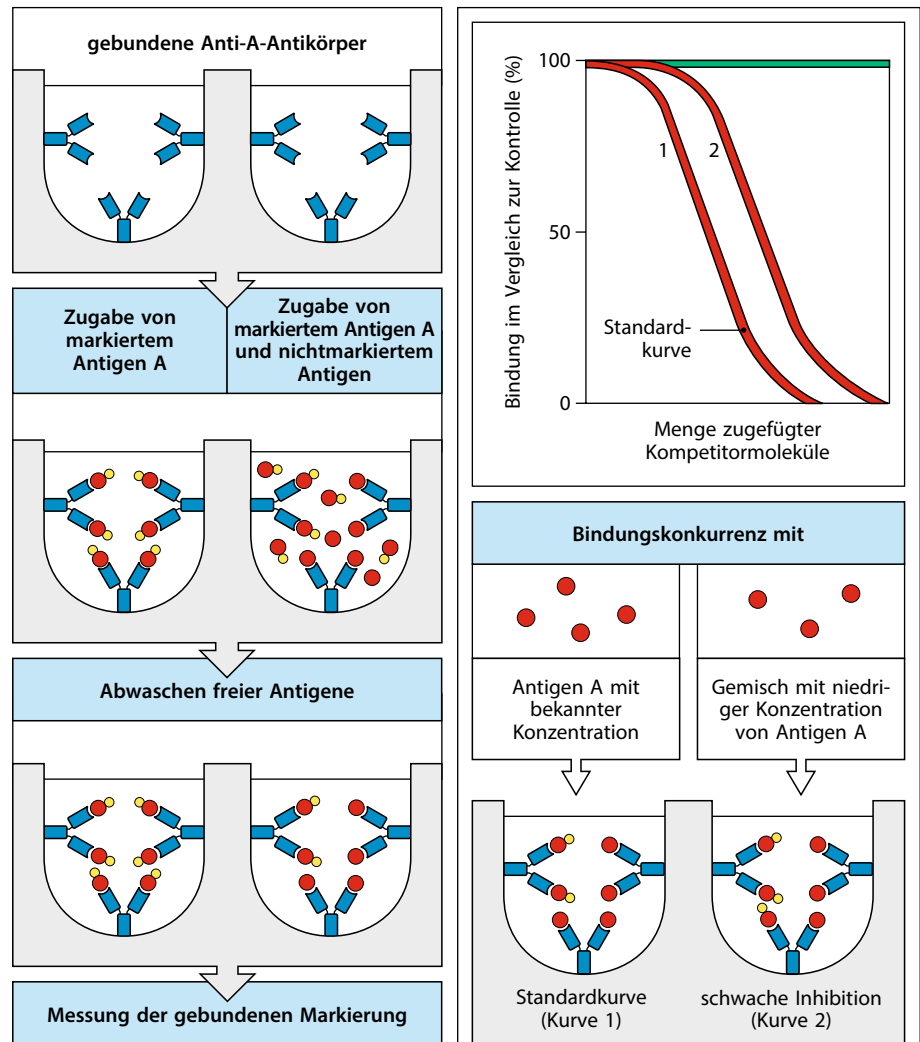 gebundene Anti-A-Antikörper
Zugabe von
markiertem
Antigen A
Zugabe von
markiertem Antigen A
und nichtmarkiertem
Antigen
Abwaschen freier Antigene
Messung der gebundenen Markierung
Bindung im Vergleich zur Kontrolle (%)
100
50
0
1
2
Standard-
kurve
Menge zugefügter
Kompetitormoleküle
Bindungskonkurrenz mit
Antigen A mit
bekannter
Konzentration
Gemisch mit niedri-
ger Konzentration
von Antigen A
Standardkurve
(Kurve 1)
schwache Inhibition
(Kurve 2)